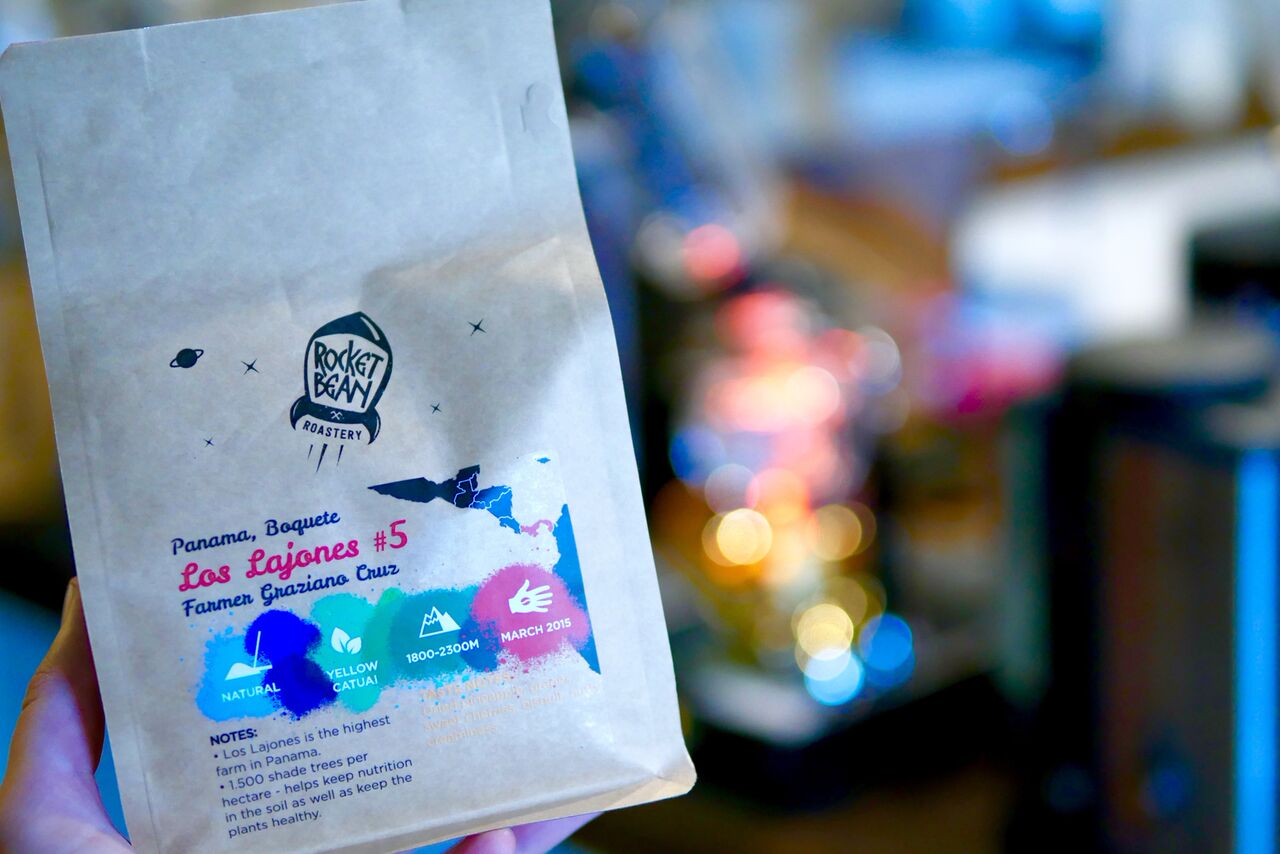 ROCKET
BEAN
ROASTERY
Panama, Boquete
Los Lajones #5
Farmer Graziano Cruz
NATURAL
YELLOW
CATUAI
1800-2300M
MARCH 2015
NOTES:
• Los Lajones is the highest
farm in Panama.
• 1.500 shade trees per
hectare - helps keep nutrition
in the soil as well as keep the
plants healthy.
TASTE NOTES: